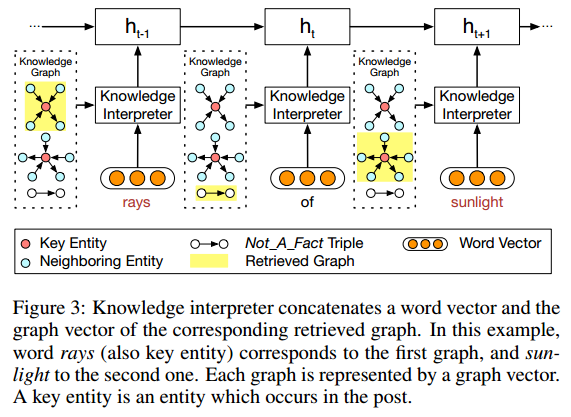 ··· h_{t-1} h_t h_{t+1} ···
Knowledge
Graph
Knowledge
Interpreter
rays
Knowledge
Graph
Knowledge
Interpreter
of
Knowledge
Graph
Knowledge
Interpreter
sunlight
Key Entity
Neighboring Entity
Not_A_Fact Triple
Retrieved Graph
Word Vector
Figure 3: Knowledge interpreter concatenates a word vector and the
graph vector of the corresponding retrieved graph. In this example,
word rays (also key entity) corresponds to the first graph, and sun-
light to the second one. Each graph is represented by a graph vector.
A key entity is an entity which occurs in the post.